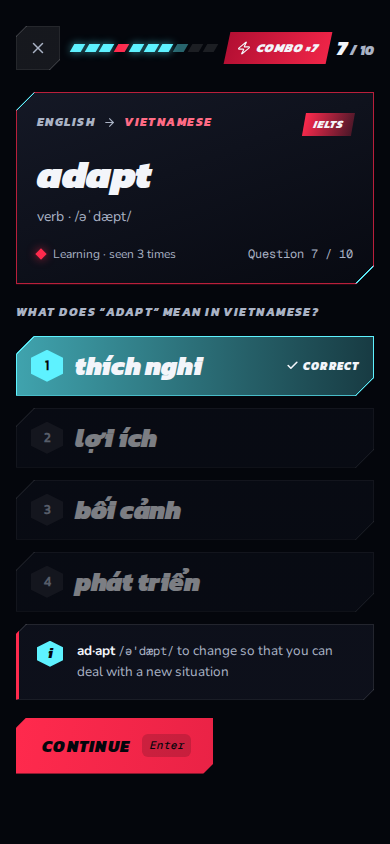 COMBO ×7 7 / 10
ENGLISH → VIETNAMESE IELTS
adapt
verb · /əˈdæpt/
Learning · seen 3 times Question 7 / 10
WHAT DOES “ADAPT” MEAN IN VIETNAMESE?
1 thích nghi ✓ CORRECT
2 lợi ích
3 bối cảnh
4 phát triển
i ad·apt /əˈdæpt/ to change so that you can
deal with a new situation
CONTINUE Enter